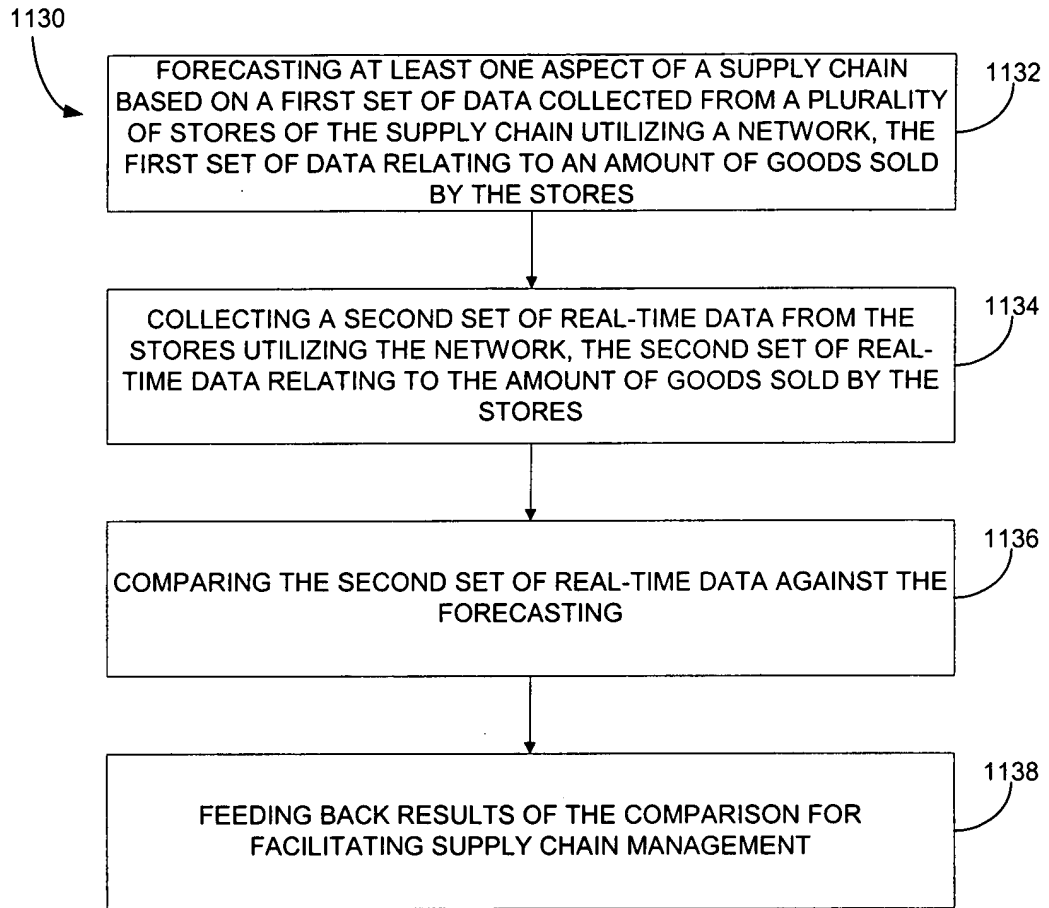 1130
FORECASTING AT LEAST ONE ASPECT OF A SUPPLY CHAIN
BASED ON A FIRST SET OF DATA COLLECTED FROM A PLURALITY
OF STORES OF THE SUPPLY CHAIN UTILIZING A NETWORK, THE
FIRST SET OF DATA RELATING TO AN AMOUNT OF GOODS SOLD
BY THE STORES
1132
COLLECTING A SECOND SET OF REAL-TIME DATA FROM THE
STORES UTILIZING THE NETWORK, THE SECOND SET OF REAL-
TIME DATA RELATING TO THE AMOUNT OF GOODS SOLD BY THE
STORES
1134
COMPARING THE SECOND SET OF REAL-TIME DATA AGAINST THE
FORECASTING
1136
FEEDING BACK RESULTS OF THE COMPARISON FOR
FACILITATING SUPPLY CHAIN MANAGEMENT
1138